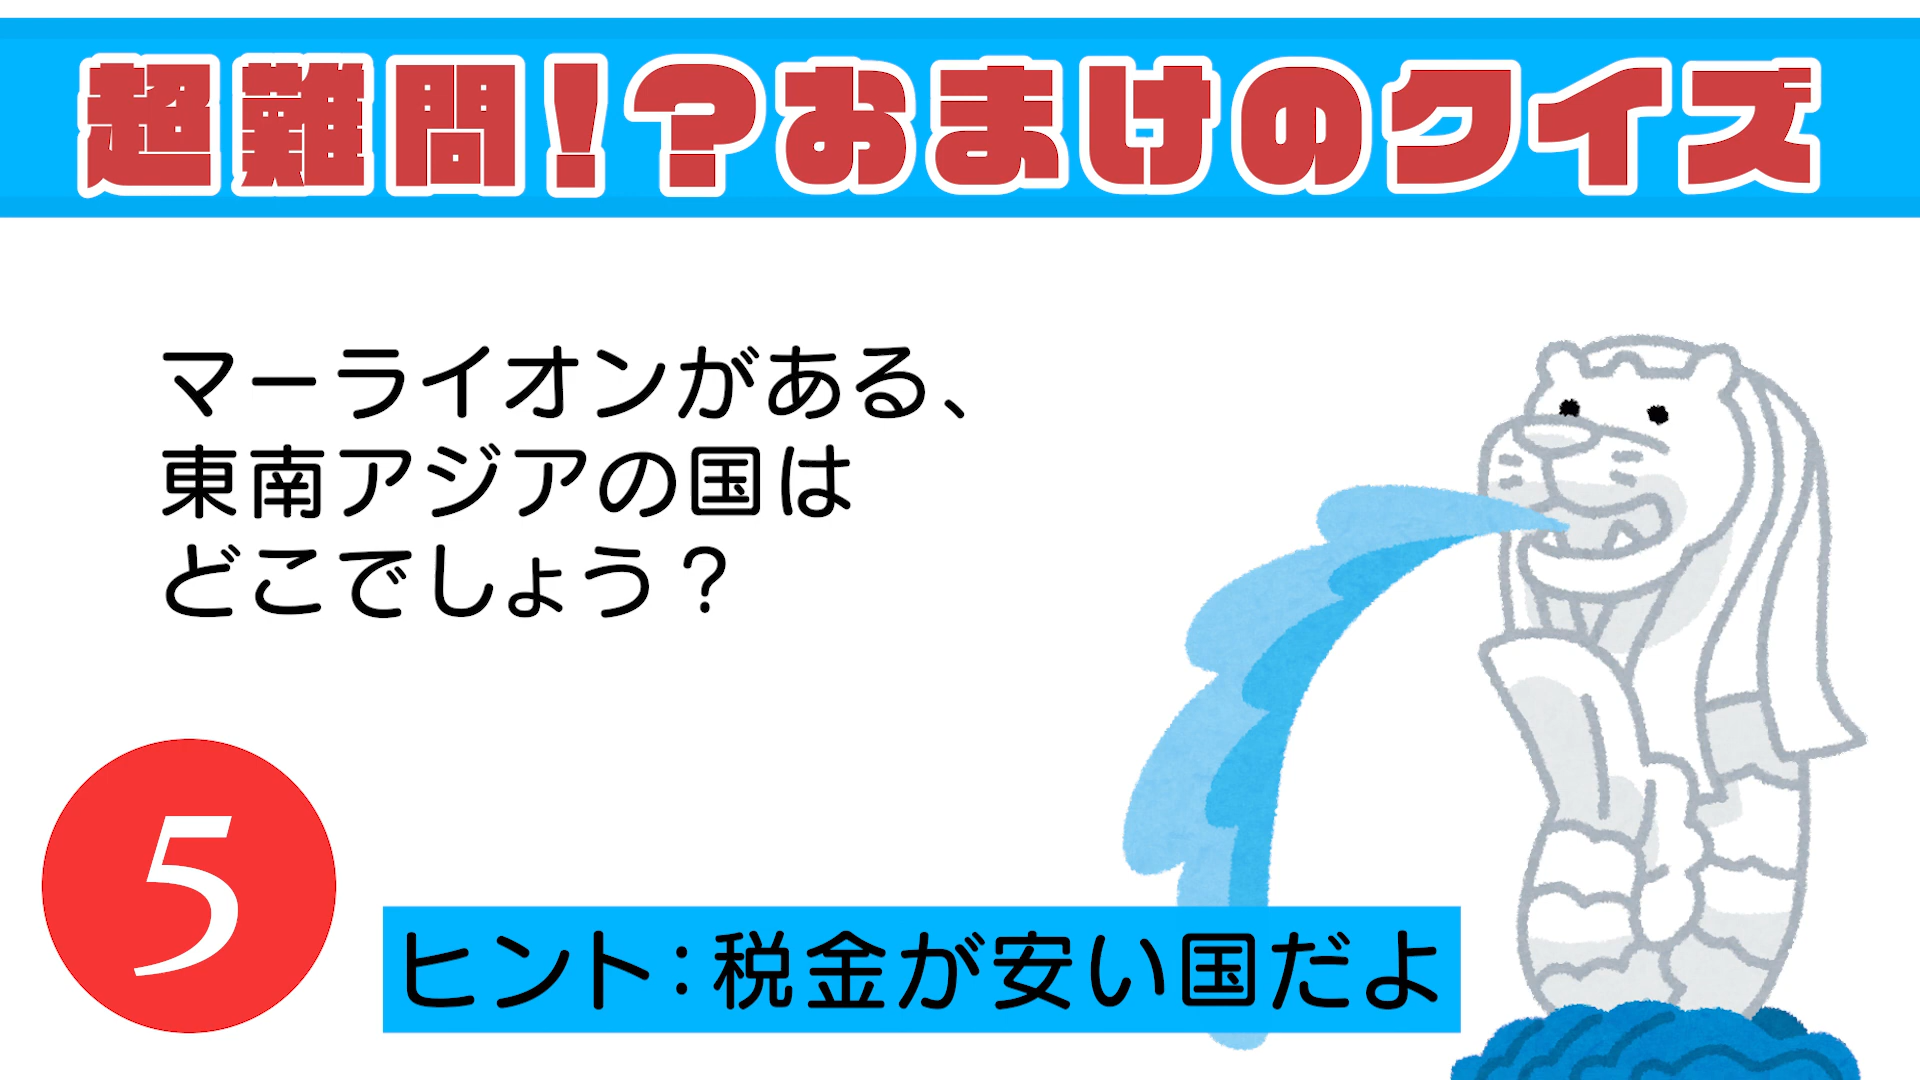 超難問!?おまけのクイズ
マーライオンがある、
東南アジアの国は
どこでしょう?
5
ヒント:税金が安い国だよ